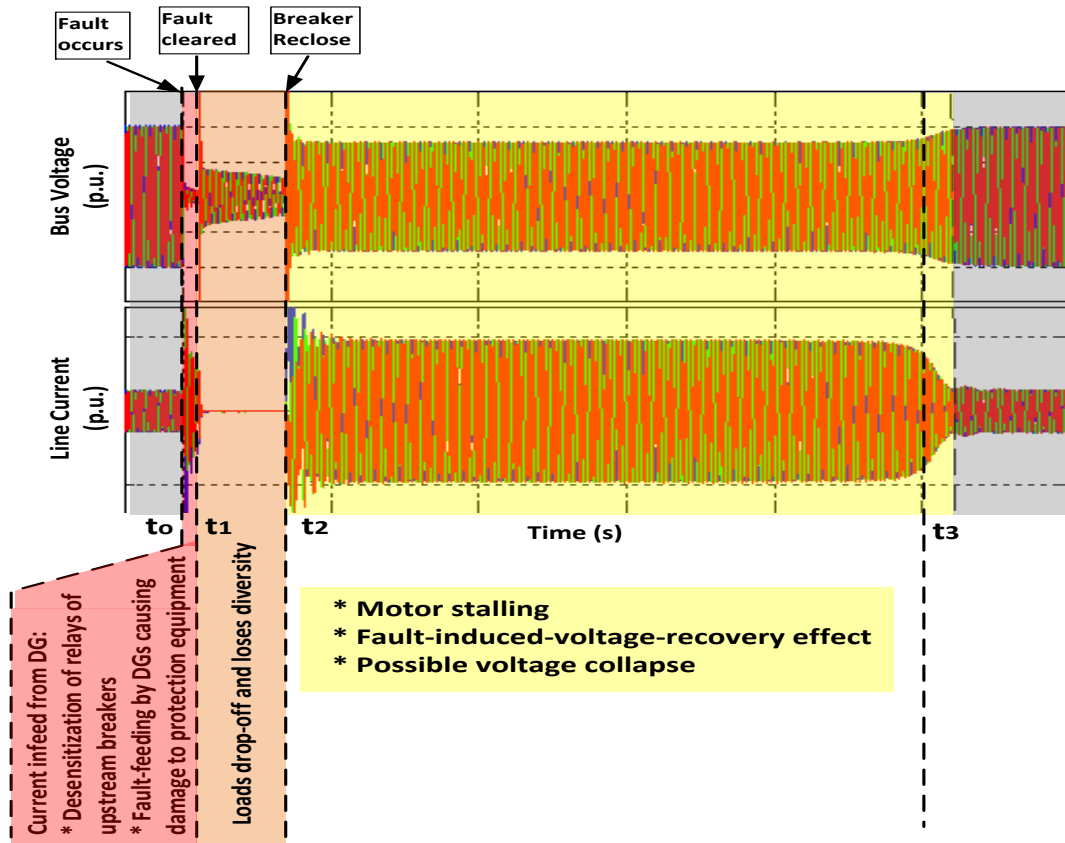 Fault
occurs
Fault
cleared
Breaker
Reclose
Bus Voltage
(p.u.)
Line Current
(p.u.)
to
t1
t2
Time (s)
t3
Current infeed from DG:
* Desensitization of relays of
upstream breakers
* Fault-feeding by DGs causing
damage to protection equipment
Loads drop-off and loses diversity
* Motor stalling
* Fault-induced-voltage-recovery effect
* Possible voltage collapse